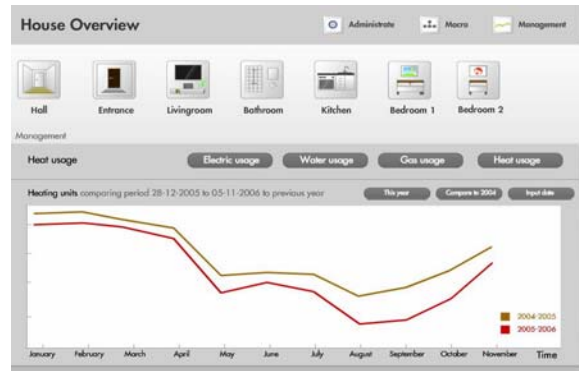 House Overview
Administrate
Macro
Management
Hall
Entrance
Livingroom
Bathroom
Kitchen
Bedroom 1
Bedroom 2
Management
Heat usage
Electric usage
Water usage
Gas usage
Heat usage
Heating units comparing period 28-12-2005 to 05-11-2006 to previous year
This year
Compare to 2004
Input date
2004-2005
2005-2006
January
February
March
April
May
June
July
August
September
October
November
Time